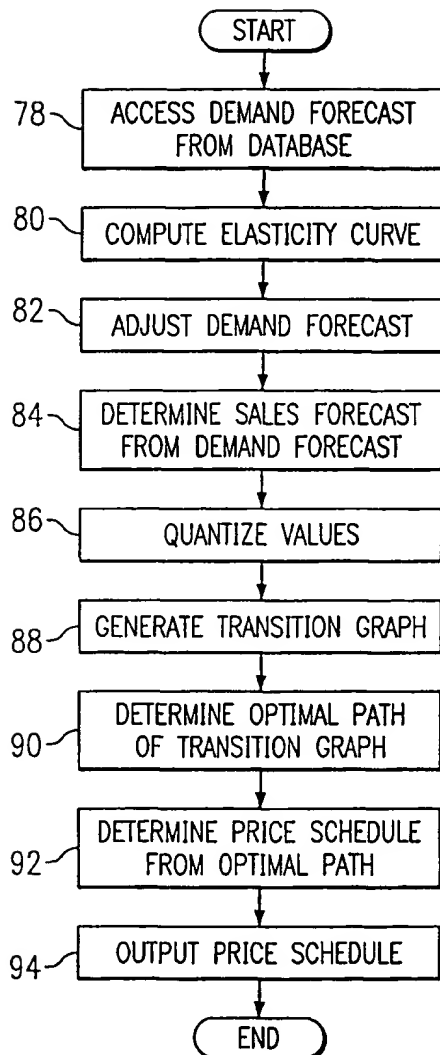 START
78
ACCESS DEMAND FORECAST
FROM DATABASE
80
COMPUTE ELASTICITY CURVE
82
ADJUST DEMAND FORECAST
84
DETERMINE SALES FORECAST
FROM DEMAND FORECAST
86
QUANTIZE VALUES
88
GENERATE TRANSITION GRAPH
90
DETERMINE OPTIMAL PATH
OF TRANSITION GRAPH
92
DETERMINE PRICE SCHEDULE
FROM OPTIMAL PATH
94
OUTPUT PRICE SCHEDULE
END